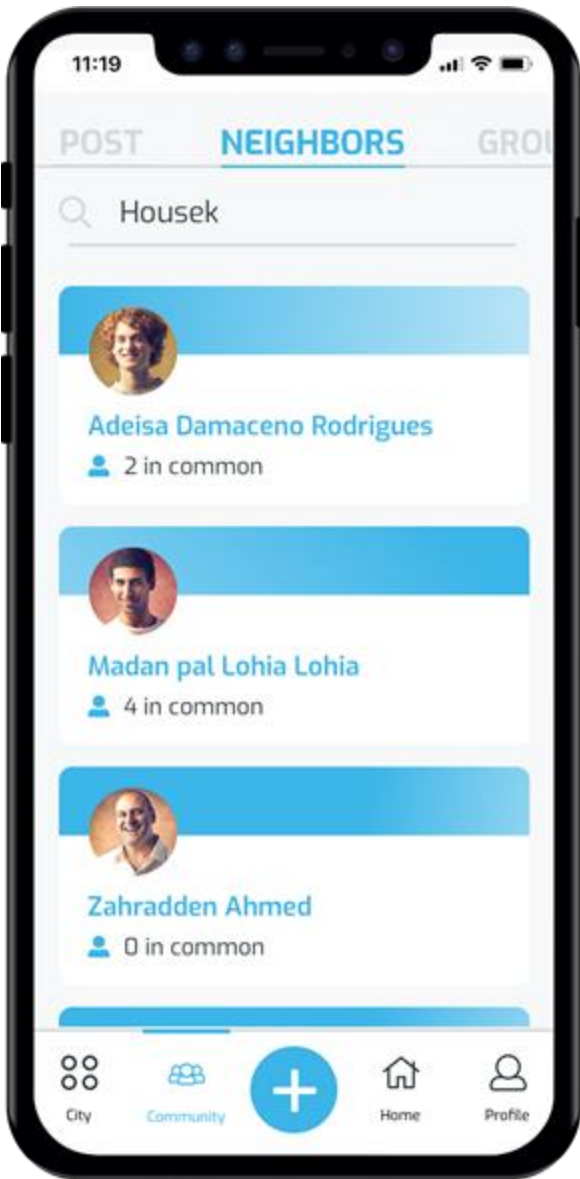 11:19
POST NEIGHBORS GROU
Housek
Adeisa Damaceno Rodrigues
2 in common
Madan pal Lohia Lohia
4 in common
Zahradden Ahmed
0 in common
City Community Home Profile